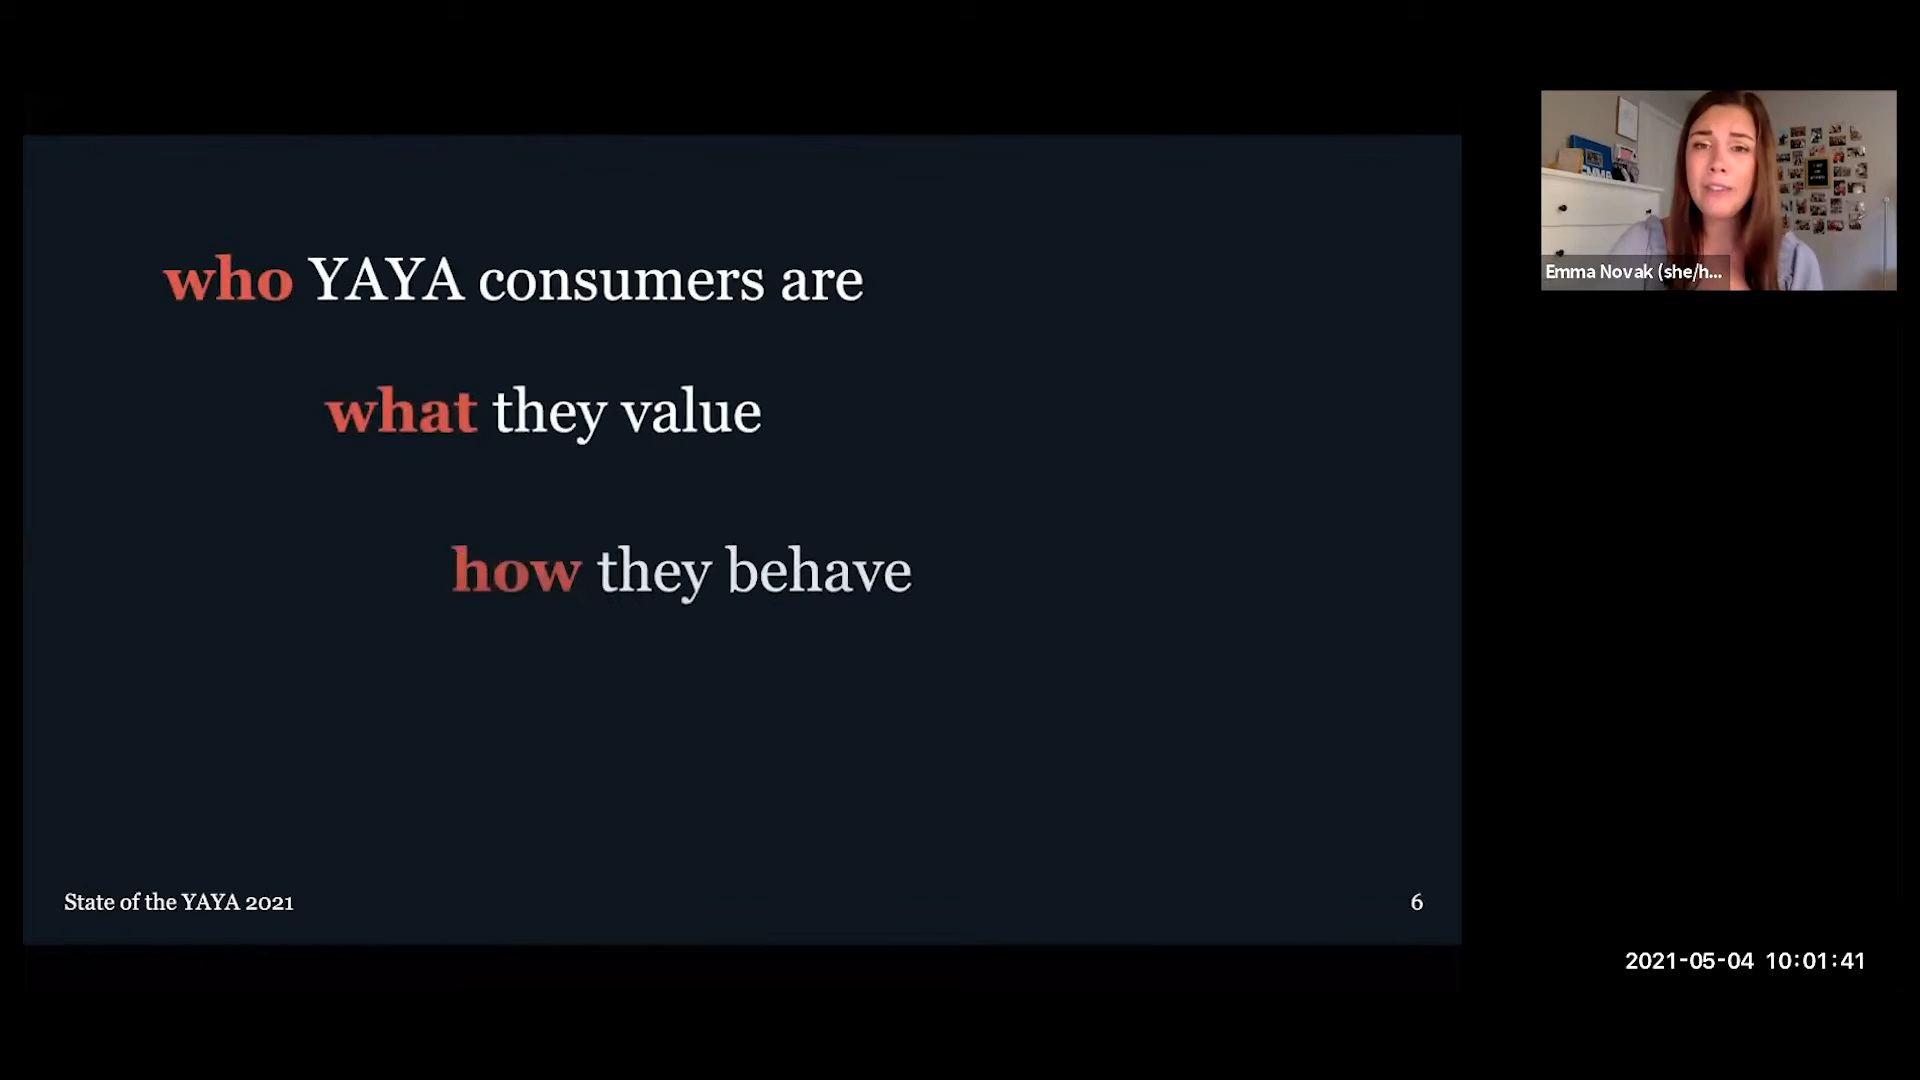 who YAYA consumers are
what they value
how they behave
State of the YAYA 2021
6
Emma Novak (she/h...
2021-05-04 10:01:41